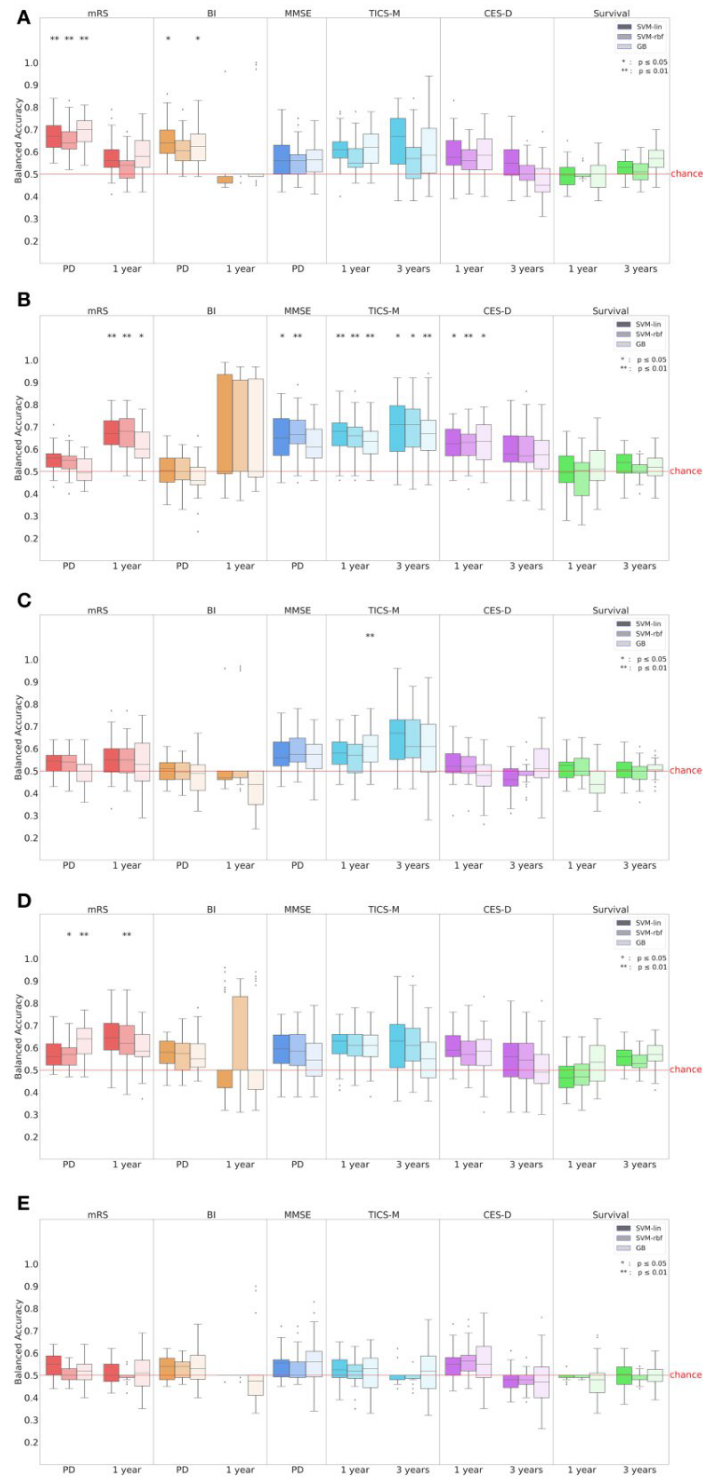 A
mRS BI MMSE TICS-M CES-D Survival
** ** ** * *
SVM-lin
SVM-rbf
GB
* : p ≤ 0.05
** : p ≤ 0.01
Balanced Accuracy
1.0
0.9
0.8
0.7
0.6
0.5
0.4
0.3
0.2
chance
PD 1 year PD 1 year PD 1 year 3 years 1 year 3 years 1 year 3 years
B
mRS BI MMSE TICS-M CES-D Survival
** ** * * ** ** ** ** * * ** * ** *
SVM-lin
SVM-rbf
GB
* : p ≤ 0.05
** : p ≤ 0.01
Balanced Accuracy
1.0
0.9
0.8
0.7
0.6
0.5
0.4
0.3
0.2
chance
PD 1 year PD 1 year PD 1 year 3 years 1 year 3 years 1 year 3 years
C
mRS BI MMSE TICS-M CES-D Survival
**
SVM-lin
SVM-rbf
GB
* : p ≤ 0.05
** : p ≤ 0.01
Balanced Accuracy
1.0
0.9
0.8
0.7
0.6
0.5
0.4
0.3
0.2
chance
PD 1 year PD 1 year PD 1 year 3 years 1 year 3 years 1 year 3 years
D
mRS BI MMSE TICS-M CES-D Survival
* ** **
SVM-lin
SVM-rbf
GB
* : p ≤ 0.05
** : p ≤ 0.01
Balanced Accuracy
1.0
0.9
0.8
0.7
0.6
0.5
0.4
0.3
0.2
chance
PD 1 year PD 1 year PD 1 year 3 years 1 year 3 years 1 year 3 years
E
mRS BI MMSE TICS-M CES-D Survival
SVM-lin
SVM-rbf
GB
* : p ≤ 0.05
** : p ≤ 0.01
Balanced Accuracy
1.0
0.9
0.8
0.7
0.6
0.5
0.4
0.3
0.2
chance
PD 1 year PD 1 year PD 1 year 3 years 1 year 3 years 1 year 3 years